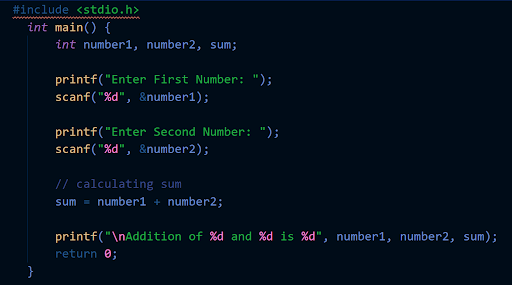 #include <stdio.h>
int main() {
int number1, number2, sum;
printf("Enter First Number: ");
scanf("%d", &number1);
printf("Enter Second Number: ");
scanf("%d", &number2);
// calculating sum
sum = number1 + number2;
printf("\nAddition of %d and %d is %d", number1, number2, sum);
return 0;
}